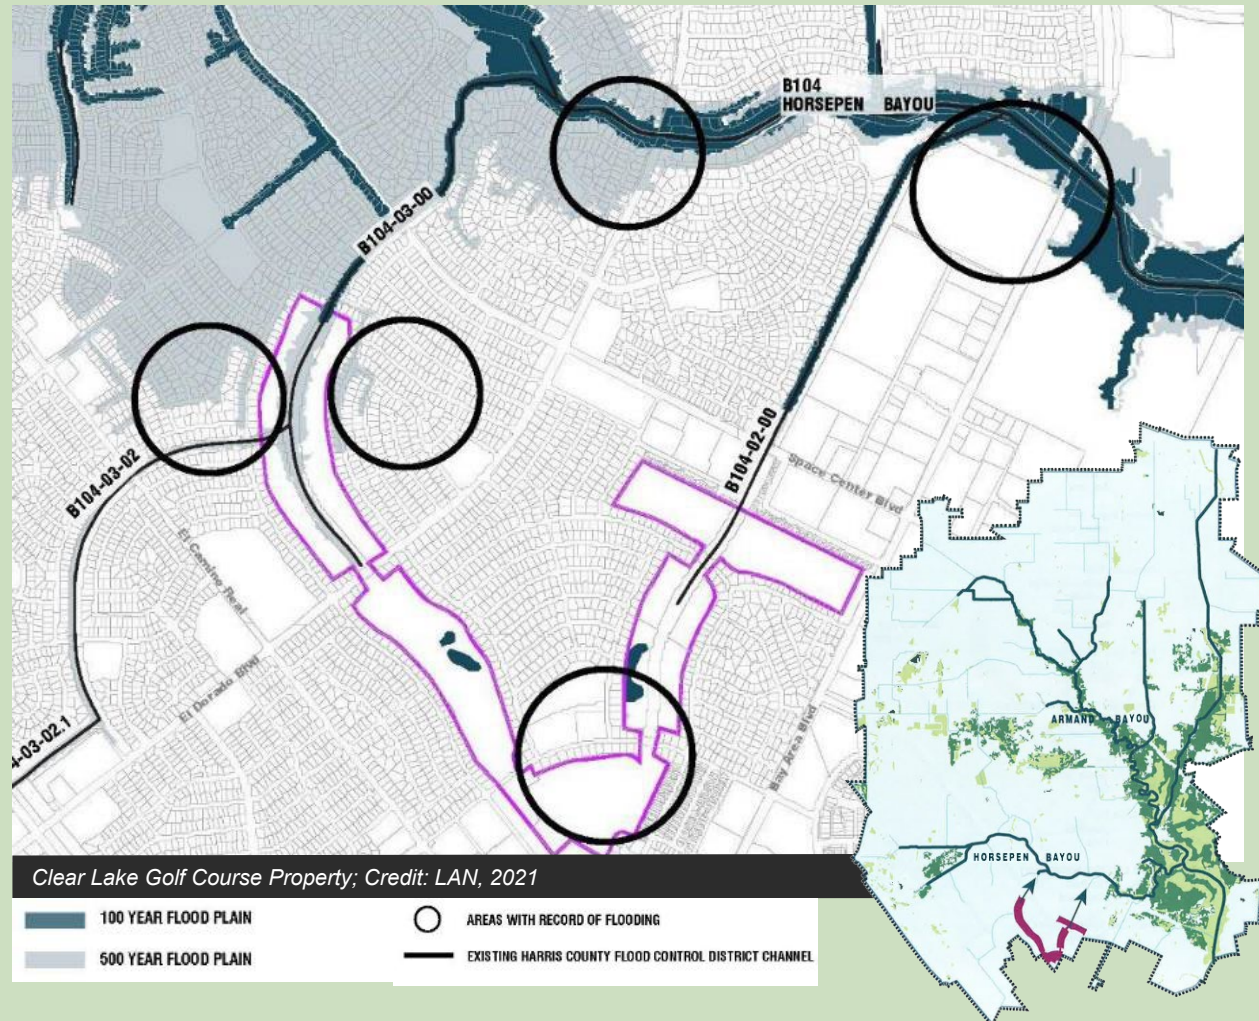 B104
HORSEPEN BAYOU
B104-03-00
B104-03-02
B104-02-00
Space Center Blvd
El Camino Real
El Dorado Blvd
Bay Area Blvd
4-03-02.1
ARMAND BAYOU
HORSEPEN BAYOU
Clear Lake Golf Course Property; Credit: LAN, 2021
100 YEAR FLOOD PLAIN
AREAS WITH RECORD OF FLOODING
500 YEAR FLOOD PLAIN
EXISTING HARRIS COUNTY FLOOD CONTROL DISTRICT CHANNEL